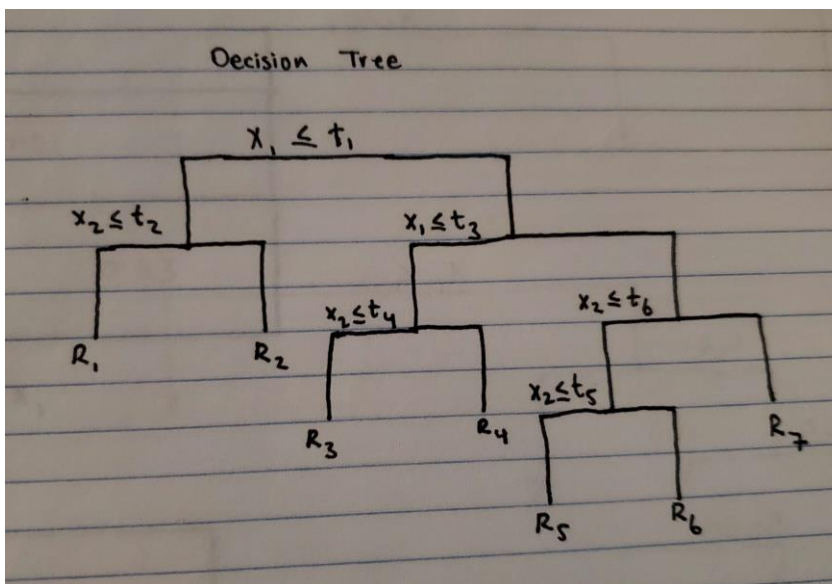 Decision Tree
x₁ ≤ t₁
x₂ ≤ t₂ x₁ ≤ t₃
x₂ ≤ t₄ x₂ ≤ t₆
R₁ R₂
x₂ ≤ t₅
R₃ R₄ R₇
R₅ R₆